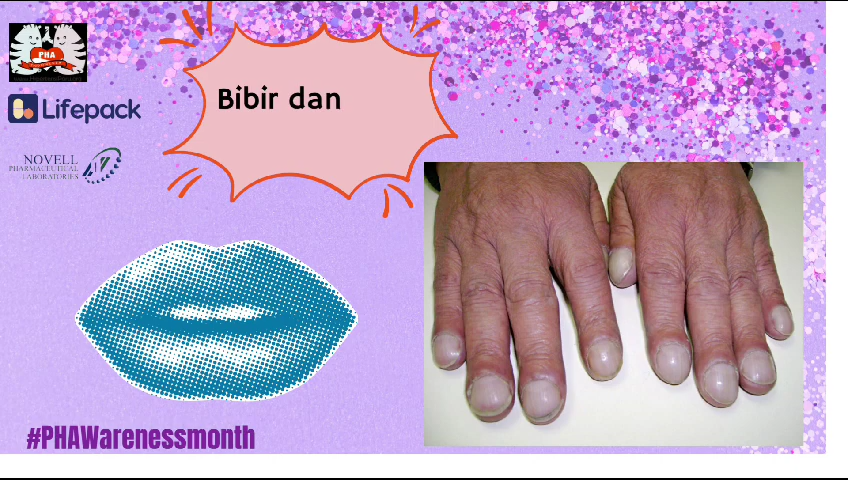 PHA
Lifepack
NOVELL
PHARMACEUTICAL
LABORATORIES
Bibir dan
#PHAWarenessmonth